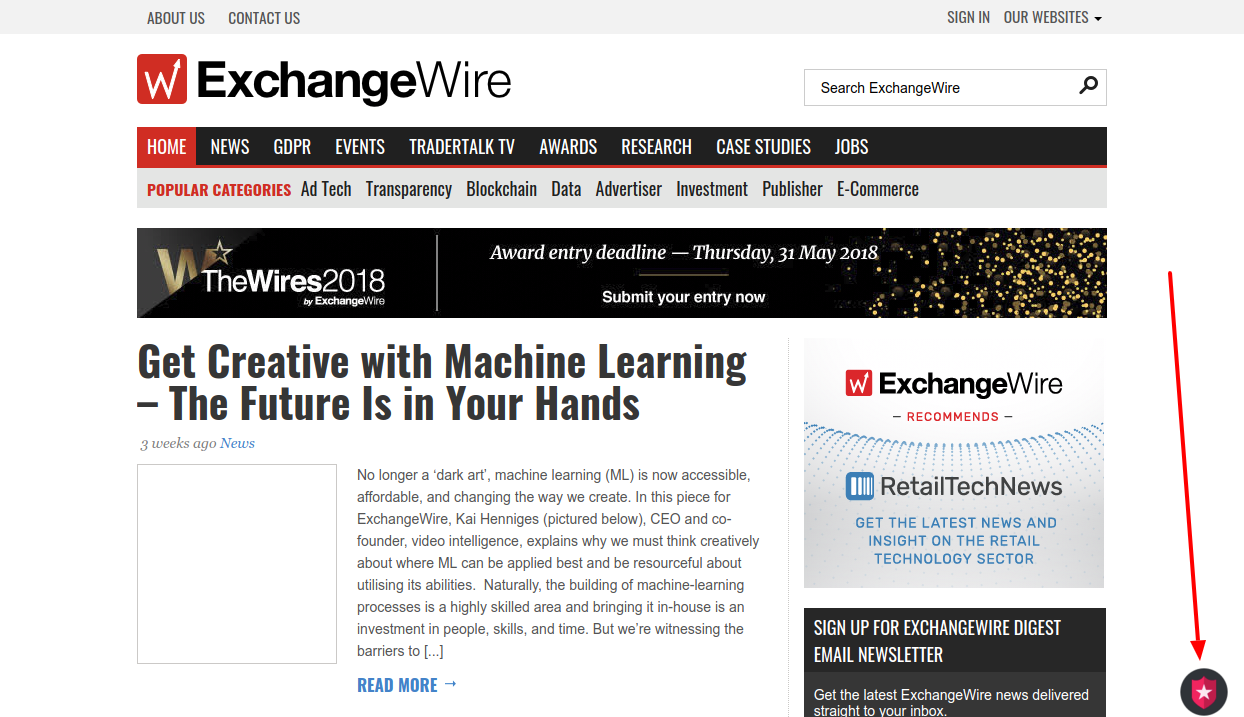 ABOUT US CONTACT US SIGN IN OUR WEBSITES
ExchangeWire
Search ExchangeWire
HOME NEWS GDPR EVENTS TRADERTALK TV AWARDS RESEARCH CASE STUDIES JOBS
POPULAR CATEGORIES Ad Tech Transparency Blockchain Data Advertiser Investment Publisher E-Commerce
TheWires2018
by ExchangeWire
Award entry deadline — Thursday, 31 May 2018
Submit your entry now
Get Creative with Machine Learning
– The Future Is in Your Hands
3 weeks ago News
No longer a ‘dark art’, machine learning (ML) is now accessible,
affordable, and changing the way we create. In this piece for
ExchangeWire, Kai Henniges (pictured below), CEO and co-
founder, video intelligence, explains why we must think creatively
about where ML can be applied best and be resourceful about
utilising its abilities.  Naturally, the building of machine-learning
processes is a highly skilled area and bringing it in-house is an
investment in people, skills, and time. But we’re witnessing the
barriers to [...]
READ MORE →
ExchangeWire
– RECOMMENDS –
RetailTechNews
GET THE LATEST NEWS AND
INSIGHT ON THE RETAIL
TECHNOLOGY SECTOR
SIGN UP FOR EXCHANGEWIRE DIGEST
EMAIL NEWSLETTER
Get the latest ExchangeWire news delivered
straight to your inbox.